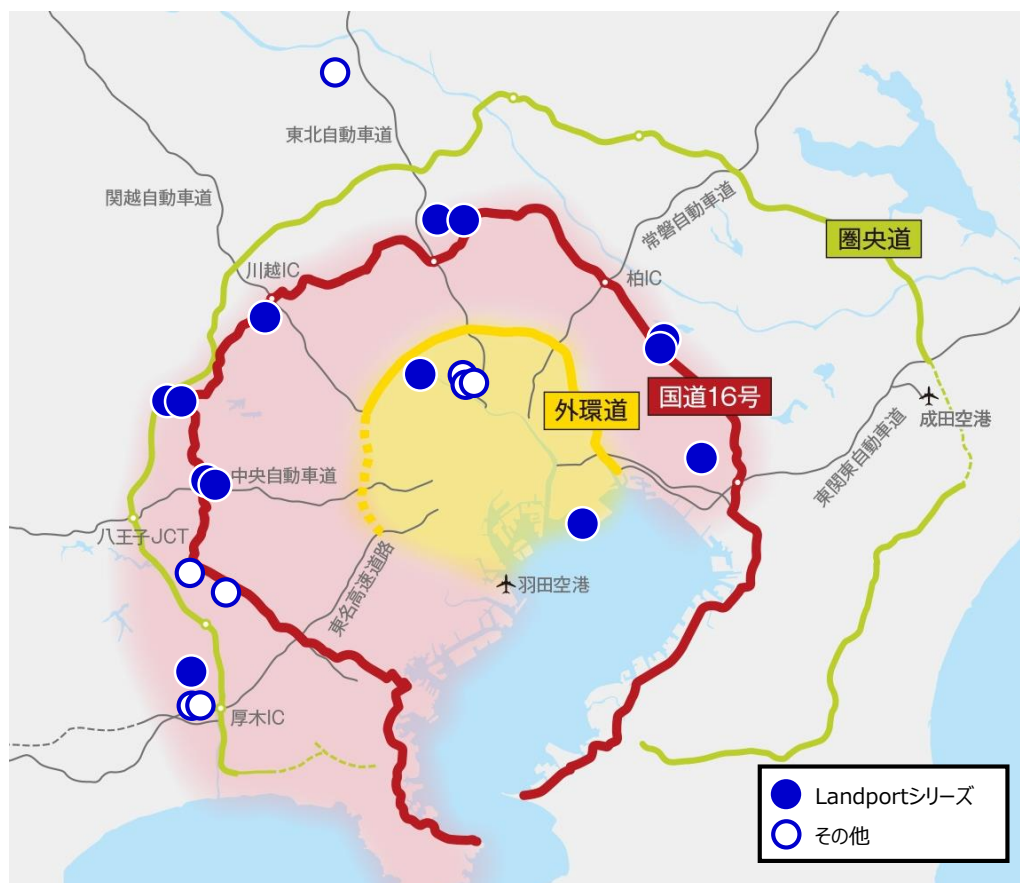 東北自動車道
関越自動車道
常磐自動車道
圏央道
川越IC
柏IC
国道16号
外環道
成田空港
中央自動車道
東関東自動車道
八王子JCT
羽田空港
東名高速道路
厚木IC
Landportシリーズ
その他